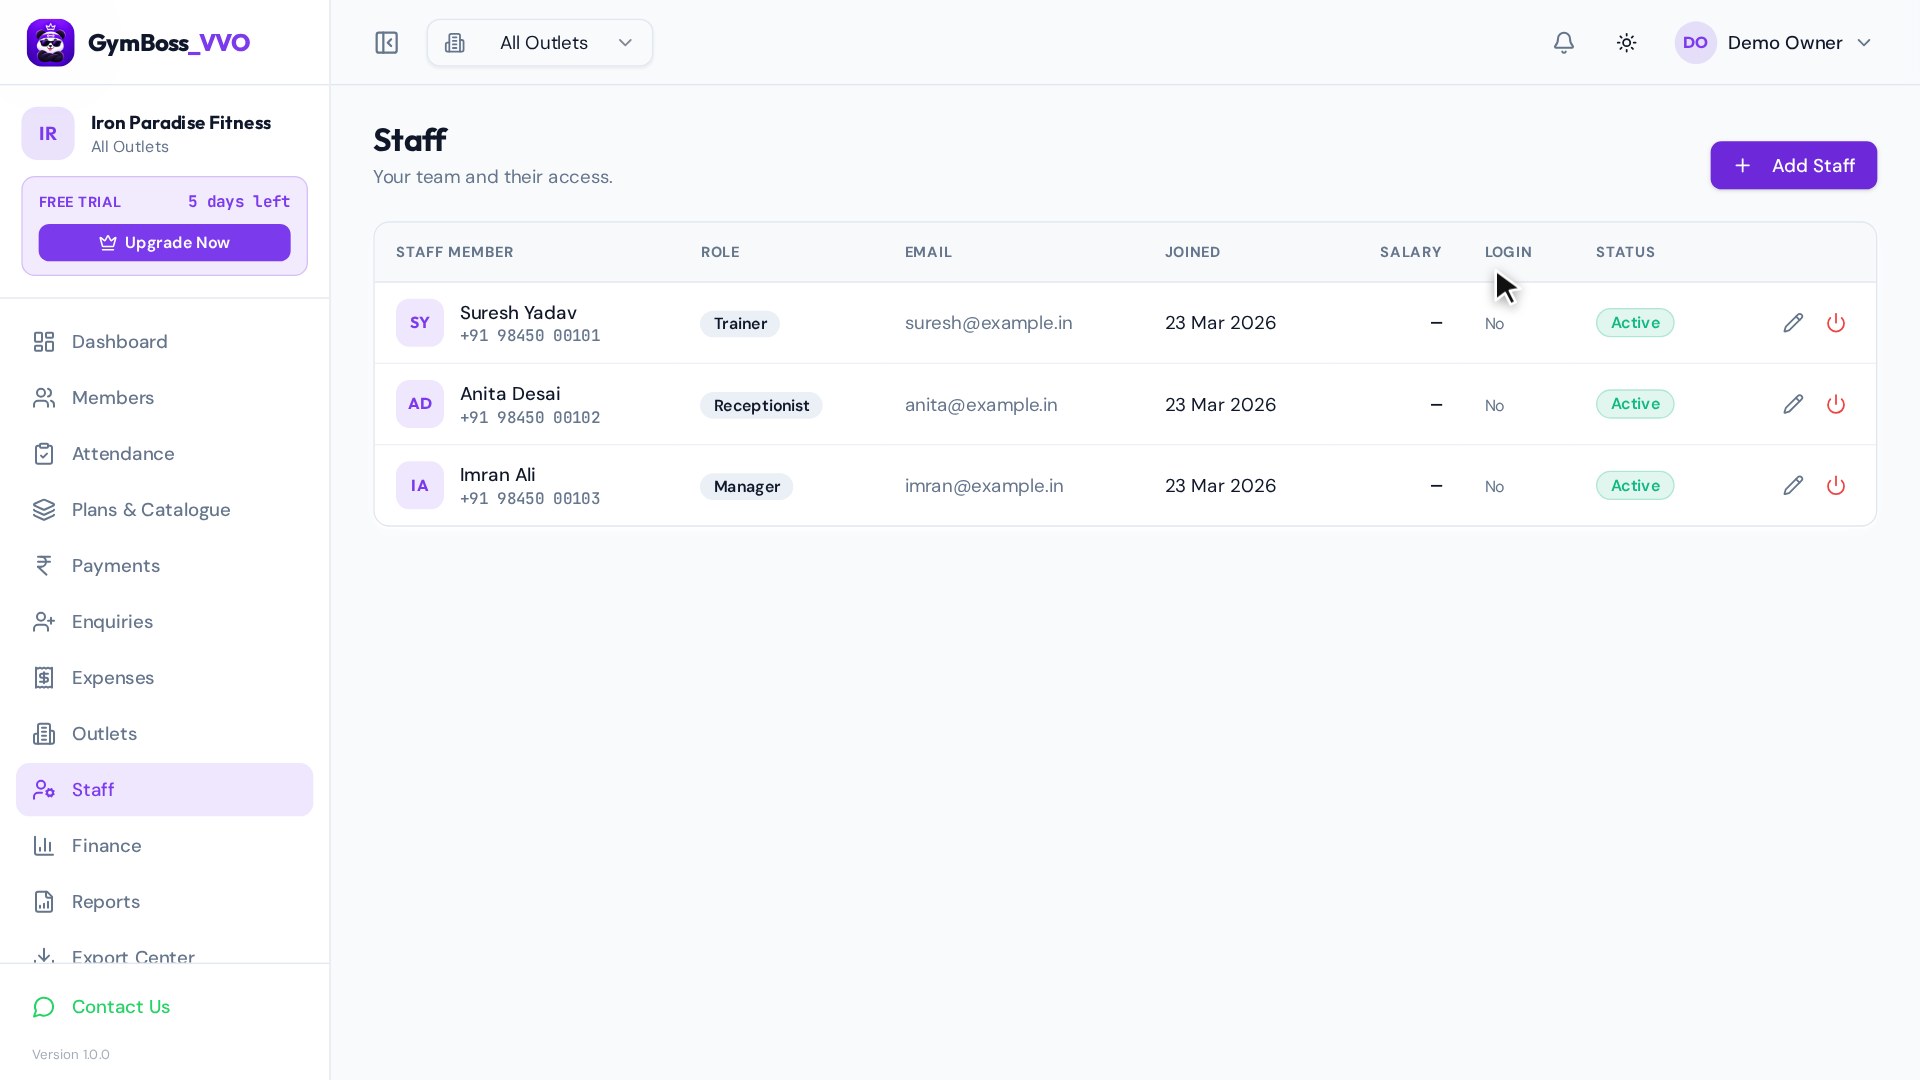 GymBoss_VVO
All Outlets
DO Demo Owner
IR Iron Paradise Fitness
All Outlets
FREE TRIAL 5 days left
Upgrade Now
Dashboard
Members
Attendance
Plans & Catalogue
Payments
Enquiries
Expenses
Outlets
Staff
Finance
Reports
Export Center
Contact Us
Version 1.0.0
Staff
Your team and their access.
Add Staff
STAFF MEMBER ROLE EMAIL JOINED SALARY LOGIN STATUS
SY Suresh Yadav Trainer suresh@example.in 23 Mar 2026 – No Active
+91 98450 00101
AD Anita Desai Receptionist anita@example.in 23 Mar 2026 – No Active
+91 98450 00102
IA Imran Ali Manager imran@example.in 23 Mar 2026 – No Active
+91 98450 00103